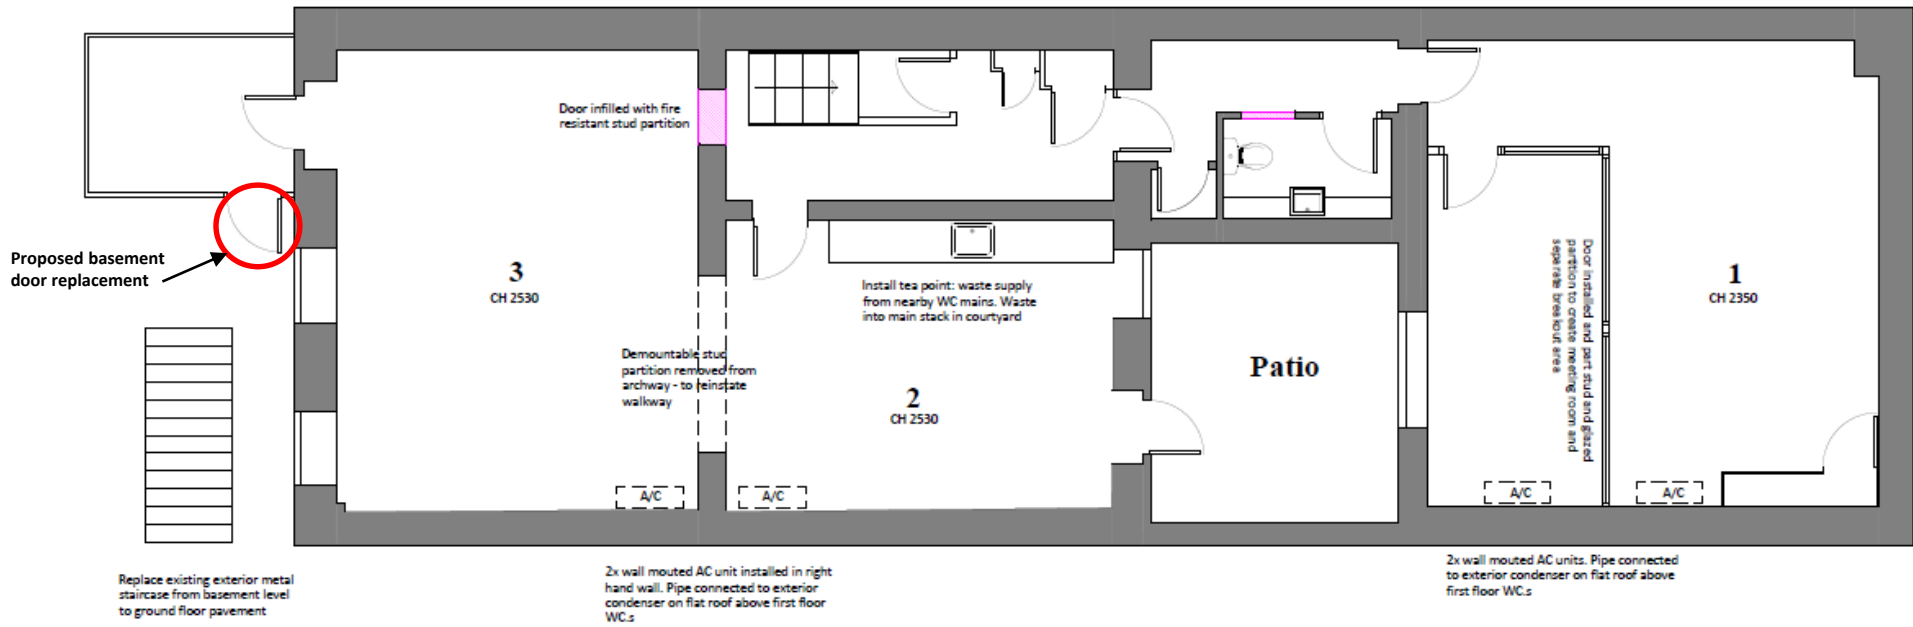 Door infilled with fire
resistant stud partition
Proposed basement
door replacement
3
CH 2530
Install tea point: waste supply
from nearby WC mains. Waste
into main stack in courtyard
Demountable stud
partition removed from
archway - to reinstate
walkway
2
CH 2530
Patio
Door installed and part stud and glazed
partition to create meeting room and
seperate breakout area
1
CH 2350
A/C
A/C
A/C
A/C
Replace existing exterior metal
staircase from basement level
to ground floor pavement
2x wall mouted AC unit installed in right
hand wall. Pipe connected to exterior
condenser on flat roof above first floor
WC.s
2x wall mouted AC units. Pipe connected
to exterior condenser on flat roof above
first floor WC.s